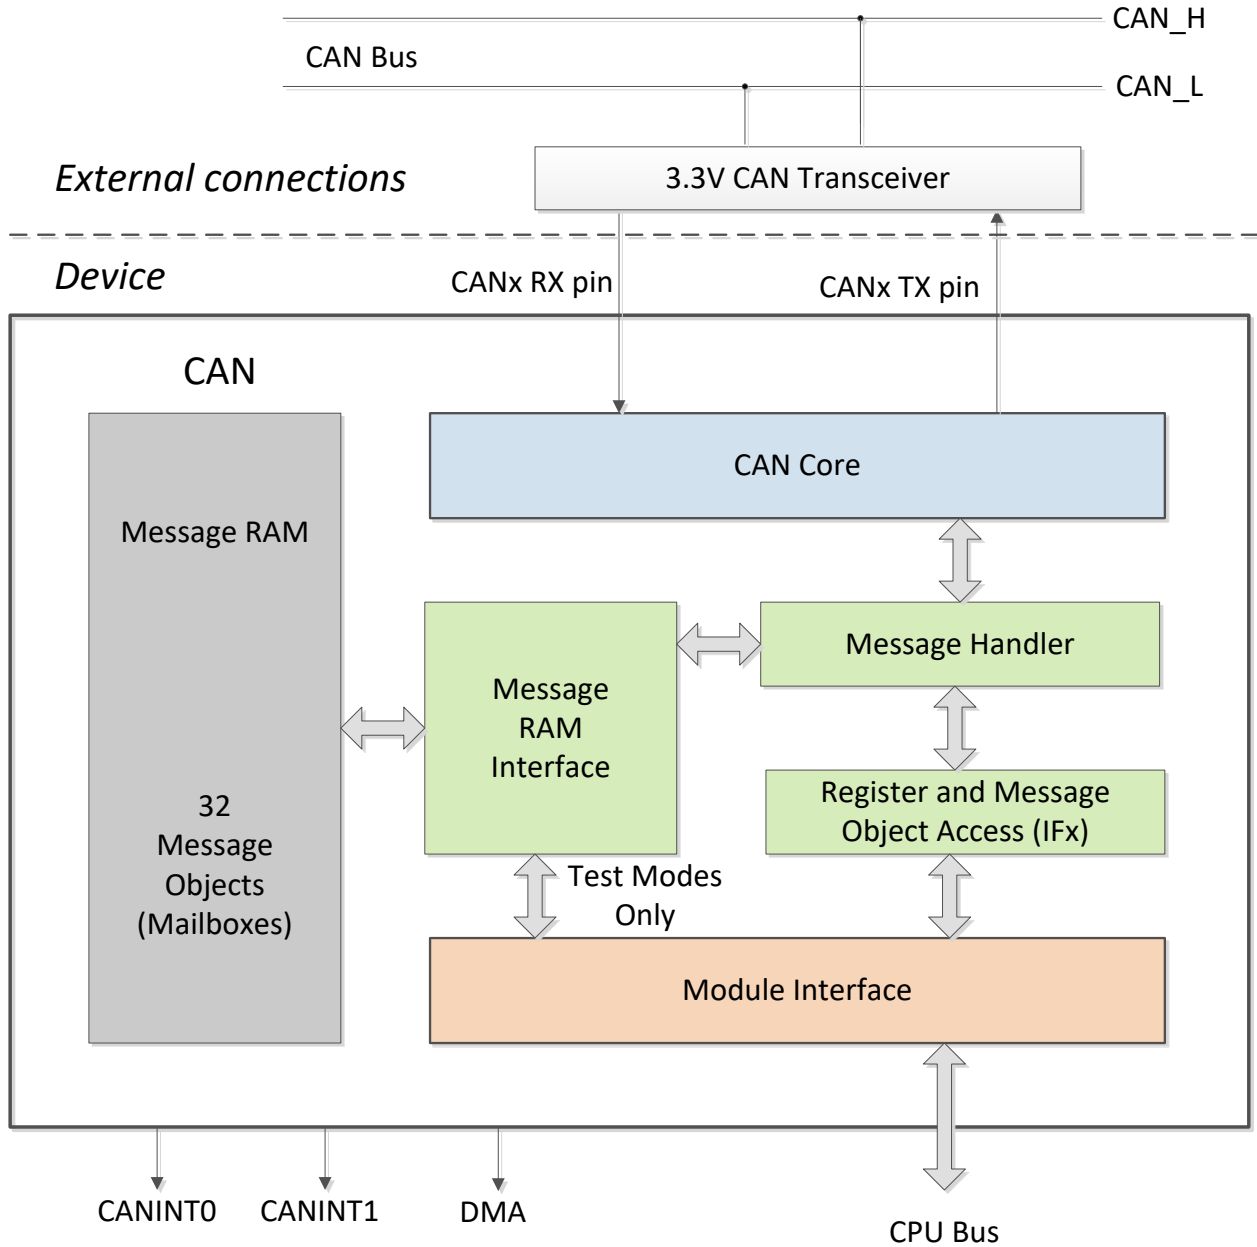 CAN_H
CAN Bus
CAN_L
External connections
3.3V CAN Transceiver
Device
CANx RX pin
CANx TX pin
CAN
CAN Core
Message RAM
Message Handler
Message
RAM
Interface
32
Message
Objects
(Mailboxes)
Register and Message
Object Access (IFx)
Test Modes
Only
Module Interface
CANINT0
CANINT1
DMA
CPU Bus